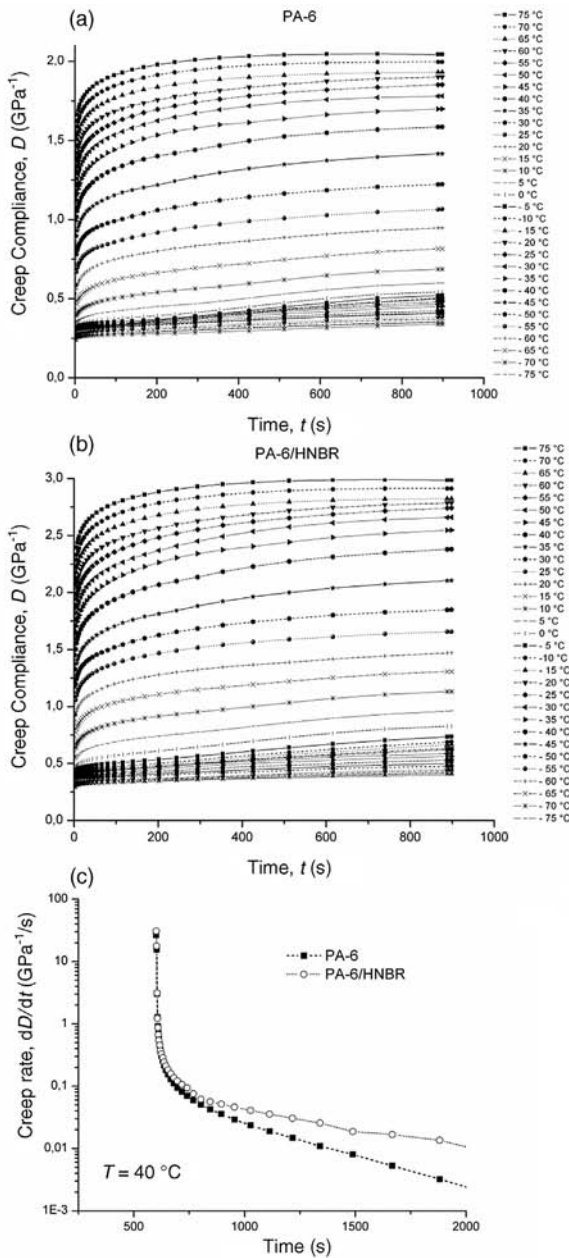 (a)
PA-6
Creep Compliance, D (GPa⁻¹)
2,0
1,5
1,0
0,5
0,0
0
200
400
600
800
1000
Time, t (s)
75 °C
70 °C
65 °C
60 °C
55 °C
50 °C
45 °C
40 °C
35 °C
30 °C
25 °C
20 °C
15 °C
10 °C
5 °C
0 °C
- 5 °C
-10 °C
- 15 °C
- 20 °C
- 25 °C
- 30 °C
- 35 °C
- 40 °C
- 45 °C
- 50 °C
- 55 °C
- 60 °C
- 65 °C
- 70 °C
- 75 °C
(b)
PA-6/HNBR
Creep Compliance, D (GPa⁻¹)
3,0
2,5
2,0
1,5
1,0
0,5
0,0
0
200
400
600
800
1000
Time, t (s)
75 °C
70 °C
65 °C
60 °C
55 °C
50 °C
45 °C
40 °C
35 °C
30 °C
25 °C
20 °C
15 °C
10 °C
5 °C
0 °C
- 5 °C
-10 °C
- 15 °C
- 20 °C
- 25 °C
- 30 °C
- 35 °C
- 40 °C
- 45 °C
- 50 °C
- 55 °C
- 60 °C
- 65 °C
- 70 °C
- 75 °C
(c)
Creep rate, dD/dt (GPa⁻¹/s)
100
10
1
0,1
0,01
1E-3
PA-6
PA-6/HNBR
T = 40 °C
500
1000
1500
2000
Time (s)